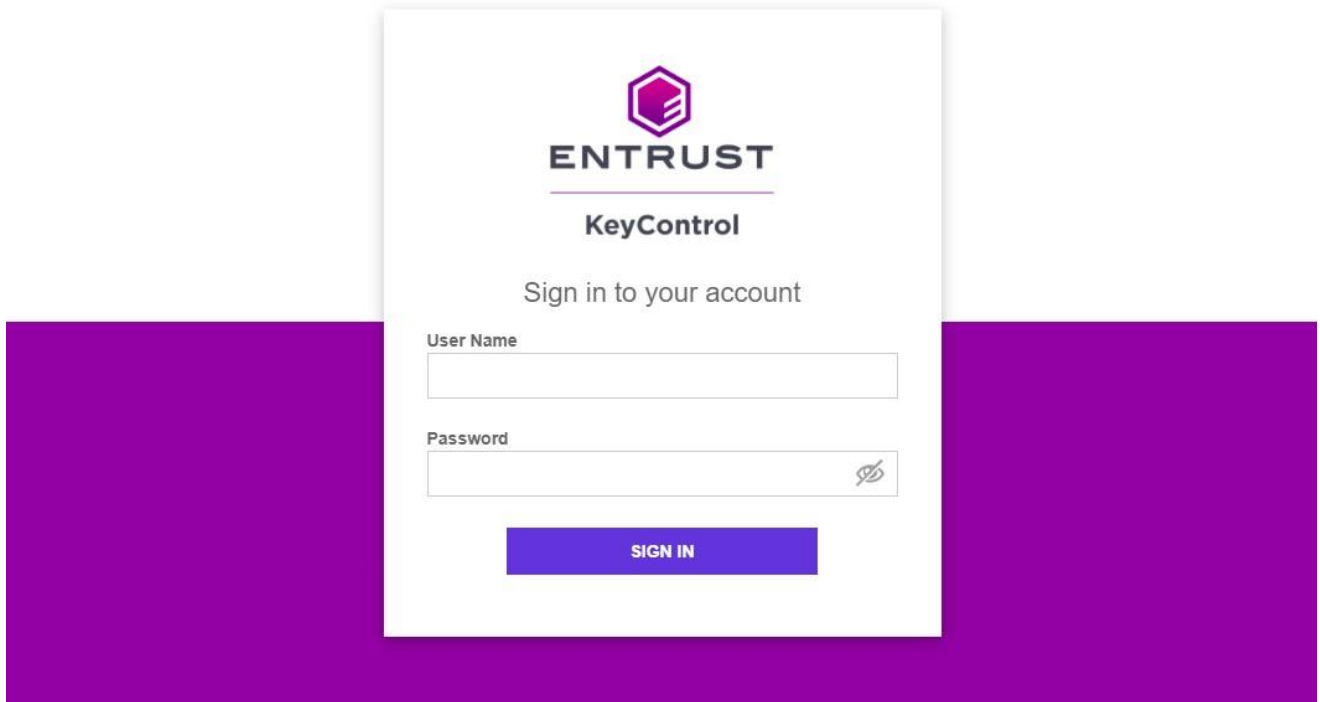 ENTRUST
KeyControl
Sign in to your account
User Name
Password
SIGN IN